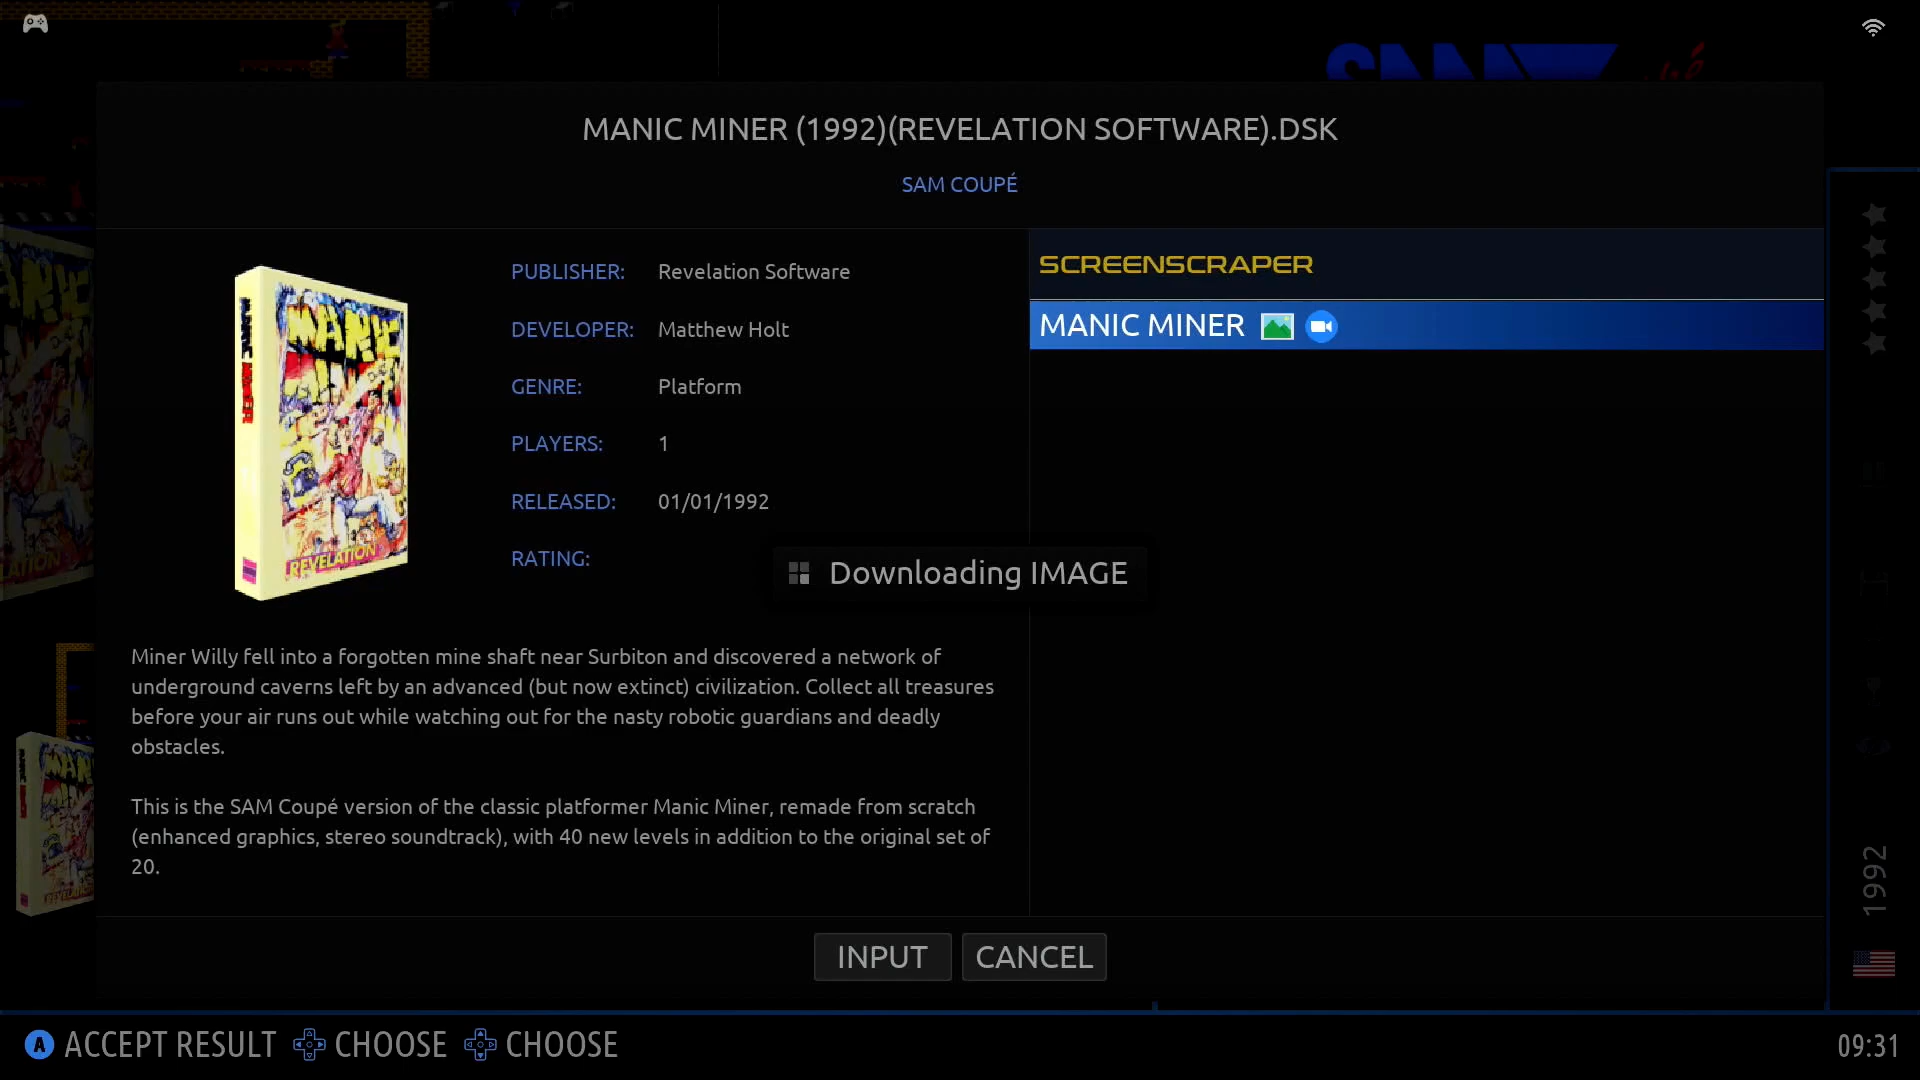 MANIC MINER (1992)(REVELATION SOFTWARE).DSK
SAM COUPÉ
PUBLISHER: Revelation Software
DEVELOPER: Matthew Holt
GENRE: Platform
PLAYERS: 1
RELEASED: 01/01/1992
RATING:
MANIC MINER
MANIC
REVELATION
SCREENSCRAPER
MANIC MINER
Downloading IMAGE
Miner Willy fell into a forgotten mine shaft near Surbiton and discovered a network of
underground caverns left by an advanced (but now extinct) civilization. Collect all treasures
before your air runs out while watching out for the nasty robotic guardians and deadly
obstacles.
This is the SAM Coupé version of the classic platformer Manic Miner, remade from scratch
(enhanced graphics, stereo soundtrack), with 40 new levels in addition to the original set of
20.
1992
INPUT CANCEL
A ACCEPT RESULT CHOOSE CHOOSE
09:31